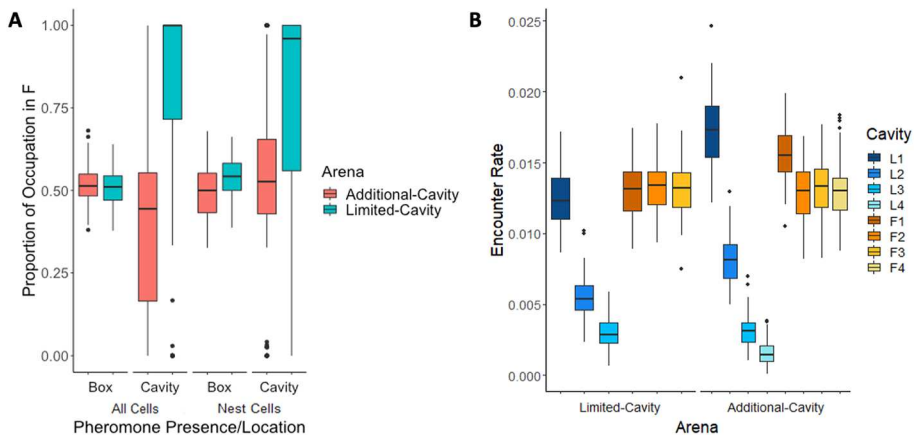 A
Proportion of Occupation in F
1.00
0.75
0.50
0.25
0.00
Box
Cavity
Box
Cavity
All Cells
Nest Cells
Pheromone Presence/Location
Arena
Additional-Cavity
Limited-Cavity
B
Encounter Rate
0.025
0.020
0.015
0.010
0.005
0.000
Limited-Cavity
Additional-Cavity
Arena
Cavity
L1
L2
L3
L4
F1
F2
F3
F4